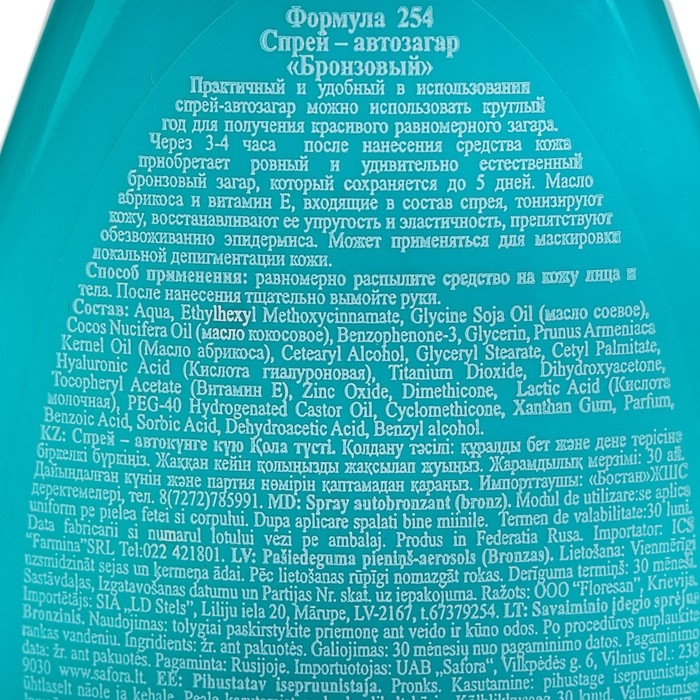 Формула 254
Спрей – автозагар
«Бронзовый»
Практичный и удобный в использовании
спрей-автозагар можно использовать круглый
год для получения красивого равномерного загара.
Через 3-4 часа после нанесения средства кожа
приобретает ровный и удивительно естественный
бронзовый загар, который сохраняется до 5 дней. Масло
абрикоса и витамин Е, входящие в состав спрея, тонизируют
кожу, восстанавливают ее упругость и эластичность, препятствуют
обезвоживанию эпидермиса. Может применяться для маскировки
локальной депигментации кожи.
Способ применения: равномерно распылите средство на кожу лица и
тела. После нанесения тщательно вымойте руки.
Состав: Aqua, Ethylhexyl Methoxycinnamate, Glycine Soja Oil (масло соевое),
Cocos Nucifera Oil (масло кокосовое), Benzophenone-3, Glycerin, Prunus Armeniaca
Kernel Oil (Масло абрикоса), Cetearyl Alcohol, Glyceryl Stearate, Cetyl Palmitate,
Hyaluronic Acid (Кислота гиалуроновая), Titanium Dioxide, Dihydroxyacetone,
Tocopheryl Acetate (Витамин Е), Zinc Oxide, Dimethicone, Lactic Acid (Кислота
молочная), PEG-40 Hydrogenated Castor Oil, Cyclomethicone, Xanthan Gum, Parfum,
Benzoic Acid, Sorbic Acid, Dehydroacetic Acid, Benzyl alcohol.
KZ: Спрей – автокүнге күю Қола түсті. Қолдану тәсілі: құралды бет және дене терісіне
біркелкі бүркіңіз. Жаққан кейін қолыңызды жақсылап жуыңыз. Жарамдылық мерзімі: 30 ай.
Дайындалған күнін және партия нөмірін қаптамадан қараңыз. Импорттаушы: «Бостан»ЖШС
деректемелері, тел. 8(7272)785991. MD: Spray autobronzant (bronz). Modul de utilizare:se aplica
uniform pe pielea fetei si corpului. Dupa aplicare spalati bine miinile. Termen de valabilitate:30 luni.
Data fabricarii si numarul lotului vezi pe ambalaj. Produs in Federatia Rusa. Importator: ICS
"Farmina"SRL Tel:022 421801. LV: Pašiedeguma pieniņš-aerosols (Bronzas). Lietošana: Vienmērīgi
uzsmidzināt sejas un ķermeņa ādai. Pēc lietošanas rūpīgi nomazgāt rokas. Derīguma termiņš: 30 mēneši.
Sastāvdaļas, Izgatavošanas datumu un Partijas Nr. skat. uz iepakojuma. Ražots: OOO "Floresan", Krievija.
Importētājs: SIA „LD Stels", Liliju iela 20, Mārupe, LV-2167, t.67379254. LT: Savaiminio įdegio
Bronzinis. Naudojimas: tolygiai paskirstykite priemonę ant veido ir kūno odos. Po procedūros nuplaukite
rankas vandeniu. Ingridients: žr. ant pakuotės. Galiojimas: 30 mėnesių nuo pagaminimo datos. Pagaminimo
data: žr. ant pakuotės. Pagaminta: Rusijoje. Importuotojas: UAB „Safora", Vilkpėdės g. 6, Vilnius Tel.: 238
9030 www.safora.lt. EE: Pihustatav isepruunistaja. Pronks. Kasutamine: pihustage isepruunistaja
ühtlaselt näole ja kehale.